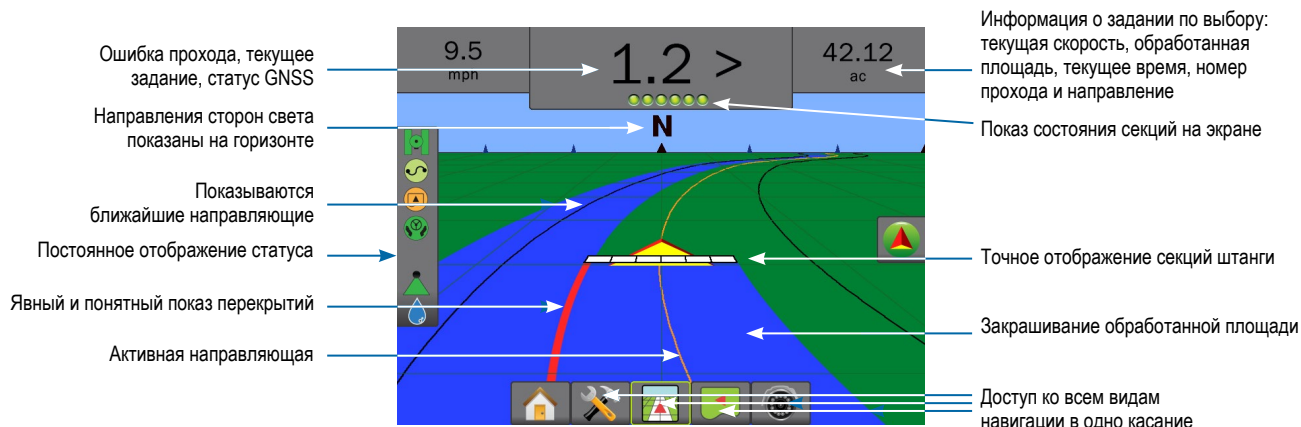 Ошибка прохода, текущее
задание, статус GNSS
Направления сторон света
показаны на горизонте
Показываются
ближайшие направляющие
Постоянное отображение статуса
Явный и понятный показ перекрытий
Активная направляющая
9.5
mph
1.2 >
42.12
ac
N
Информация о задании по выбору:
текущая скорость, обработанная
площадь, текущее время, номер
прохода и направление
Показ состояния секций на экране
Точное отображение секций штанги
Закрашивание обработанной площади
Доступ ко всем видам
навигации в одно касание